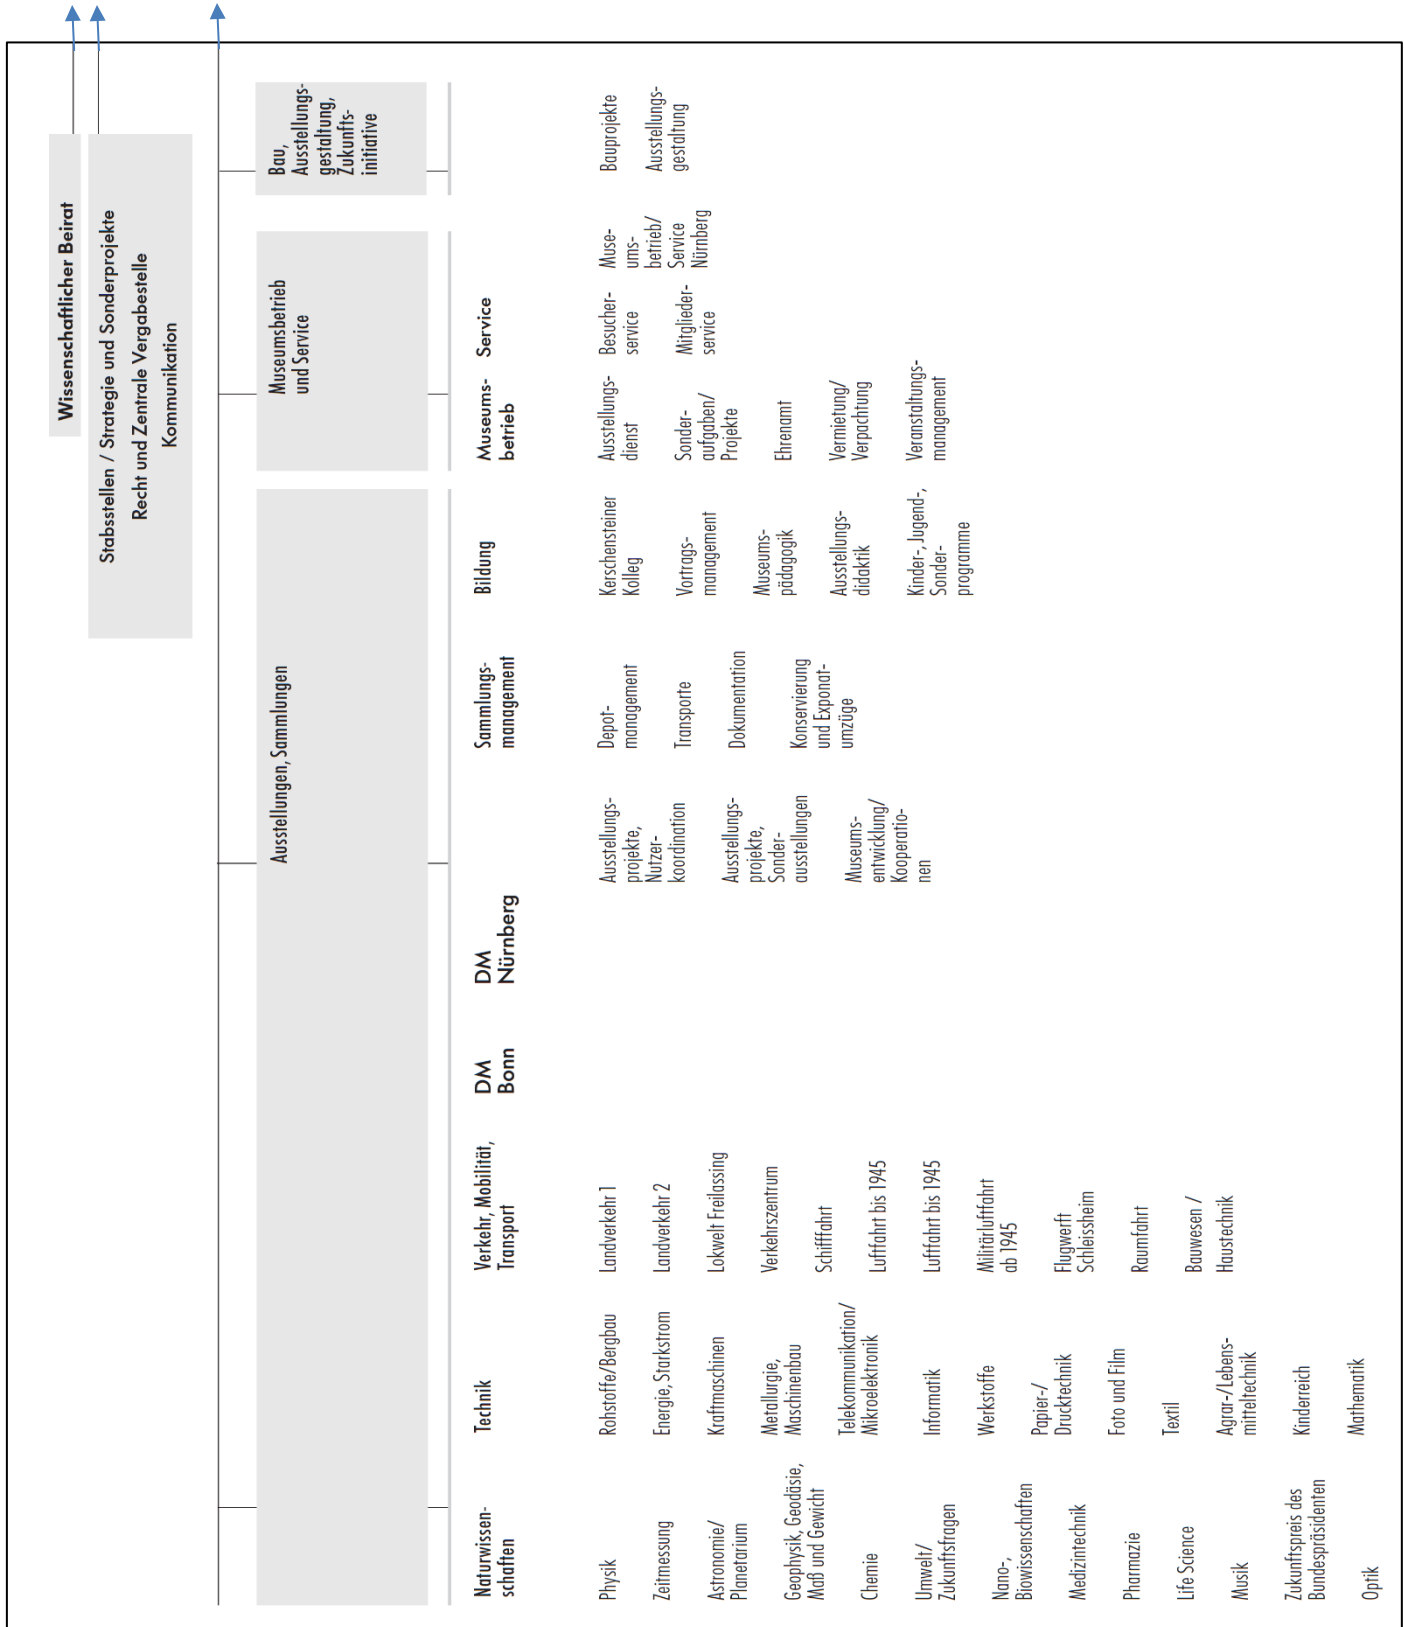 Wissenschaftlicher Beirat
Stabsstellen / Strategie und Sonderprojekte
Recht und Zentrale Vergabestelle
Kommunikation
Ausstellungen, Sammlungen
Museumsbetrieb
und Service
Bau,
Ausstellungs-
gestaltung,
Zukunfts-
initiative
Naturwissen-
schaften
Physik
Zeitmessung
Astronomie/
Planetarium
Geophysik, Geodäsie,
Maß und Gewicht
Chemie
Umwelt/
Zukunftsfragen
Nano-,
Biowissenschaften
Medizintechnik
Pharmazie
Life Science
Musik
Zukunftspreis des
Bundespräsidenten
Optik
Technik
Rohstoffe/Bergbau
Energie, Starkstrom
Kraftmaschinen
Metallurgie,
Maschinenbau
Telekommunikation/
Mikroelektronik
Informatik
Werkstoffe
Papier-/
Drucktechnik
Foto und Film
Textil
Agrar-/Lebens-
mitteltechnik
Kinderreich
Mathematik
Verkehr, Mobilität,
Transport
Landverkehr 1
Landverkehr 2
Lokwelt Freilassing
Verkehrszentrum
Schifffahrt
Luftfahrt bis 1945
Luftfahrt bis 1945
Militärluftfahrt
ab 1945
Flugwerft
Schleissheim
Raumfahrt
Bauwesen /
Haustechnik
DM
Bonn
DM
Nürnberg
Ausstellungs-
projekte,
Nutzer-
koordination
Ausstellungs-
projekte,
Sonder-
ausstellungen
Museums-
entwicklung/
Kooperatio-
nen
Sammlungs-
management
Depot-
management
Transporte
Dokumentation
Konservierung
und Exponat-
umzüge
Bildung
Kerschensteiner
Kolleg
Vortrags-
management
Museums-
pädagogik
Ausstellungs-
didaktik
Kinder-, Jugend-,
Sonder-
programme
Museums-
betrieb
Ausstellungs-
dienst
Sonder-
aufgaben/
Projekte
Ehrenamt
Vermietung/
Verpachtung
Veranstaltungs-
management
Service
Besucher-
service
Mitglieder-
service
Muse-
ums-
betrieb/
Service
Nürnberg
Bauprojekte
Ausstellungs-
gestaltung